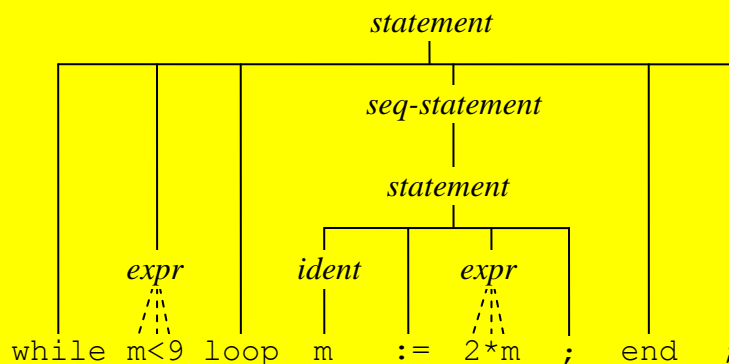 statement
seq-statement
statement
expr ident expr
while m<9 loop m := 2*m ; end